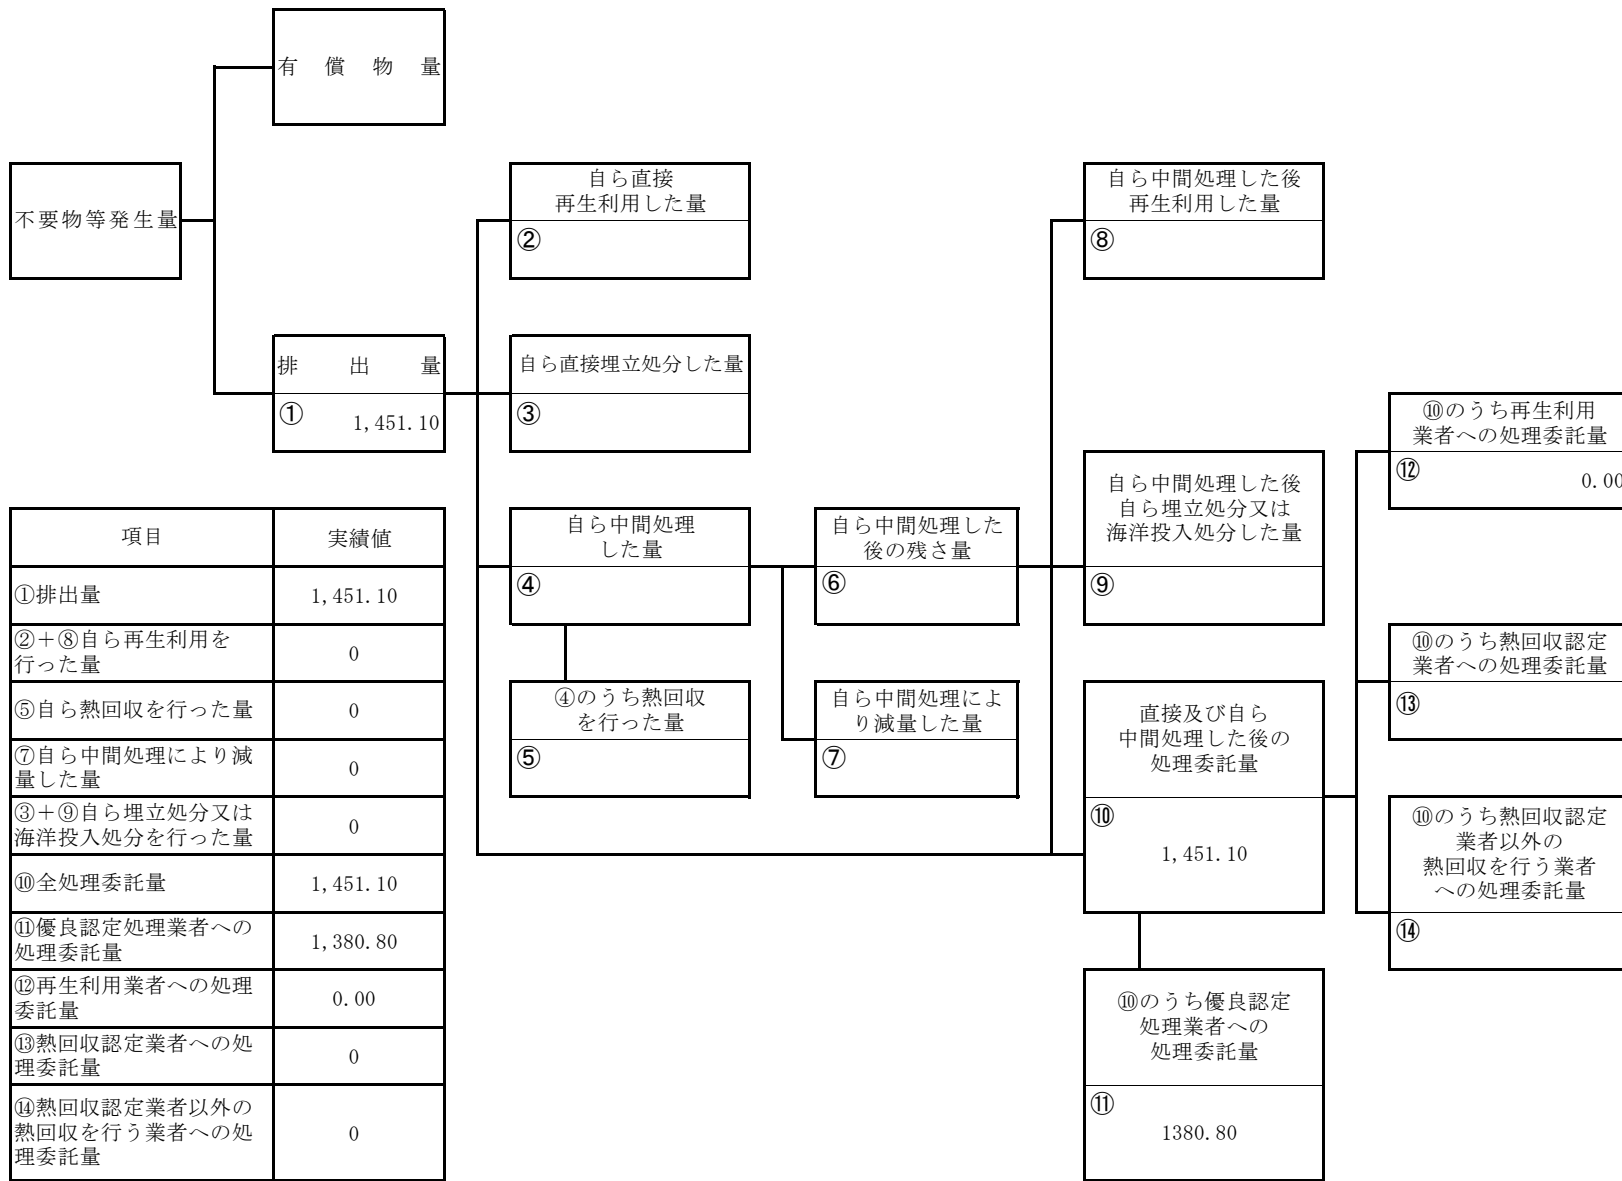 有償物量
不要物等発生量
自ら直接
再生利用した量
②
自ら中間処理した後
再生利用した量
⑧
排出量
① 1,451.10
自ら直接埋立処分した量
③
⑩のうち再生利用
業者への処理委託量
⑫ 0.00
自ら中間処理
した量
④
自ら中間処理した
後の残さ量
⑥
自ら中間処理した後
自ら埋立処分又は
海洋投入処分した量
⑨
⑩のうち熱回収認定
業者への処理委託量
⑬
④のうち熱回収
を行った量
⑤
自ら中間処理によ
り減量した量
⑦
直接及び自ら
中間処理した後の
処理委託量
⑩
1,451.10
⑩のうち熱回収認定
業者以外の
熱回収を行う業者
への処理委託量
⑭
⑩のうち優良認定
処理業者への
処理委託量
⑪
1380.80
項目 実績値
①排出量 1,451.10
②＋⑧自ら再生利用を
行った量 0
⑤自ら熱回収を行った量 0
⑦自ら中間処理により減
量した量 0
③＋⑨自ら埋立処分又は
海洋投入処分を行った量 0
⑩全処理委託量 1,451.10
⑪優良認定処理業者への
処理委託量 1,380.80
⑫再生利用業者への処理
委託量 0.00
⑬熱回収認定業者への処
理委託量 0
⑭熱回収認定業者以外の
熱回収を行う業者への処
理委託量 0